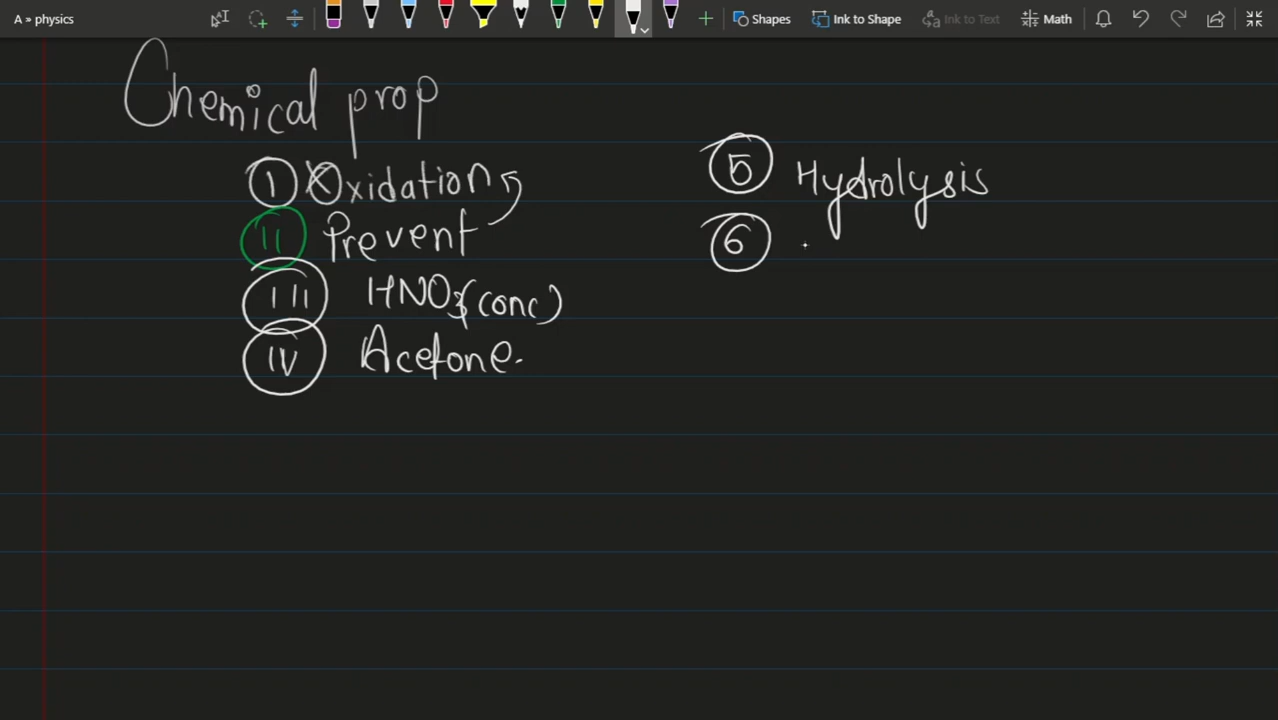 A » physics
Shapes
Ink to Shape
Ink to Text
Math
Chemical prop
I Oxidation
II Prevent
III HNO3(conc)
IV Acetone.
5 Hydrolysis
6